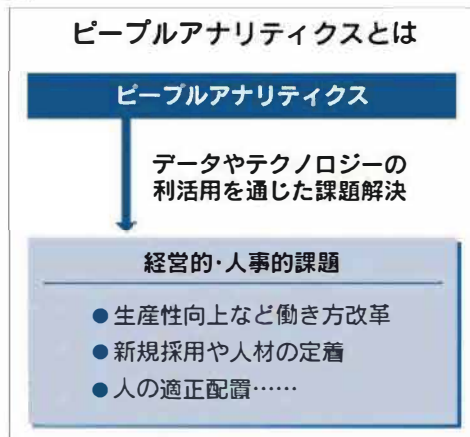 ピープルアナリティクスとは
ピープルアナリティクス
データやテクノロジーの
利活用を通じた課題解決
経営的・人事的課題
●生産性向上など働き方改革
●新規採用や人材の定着
●人の適正配置……